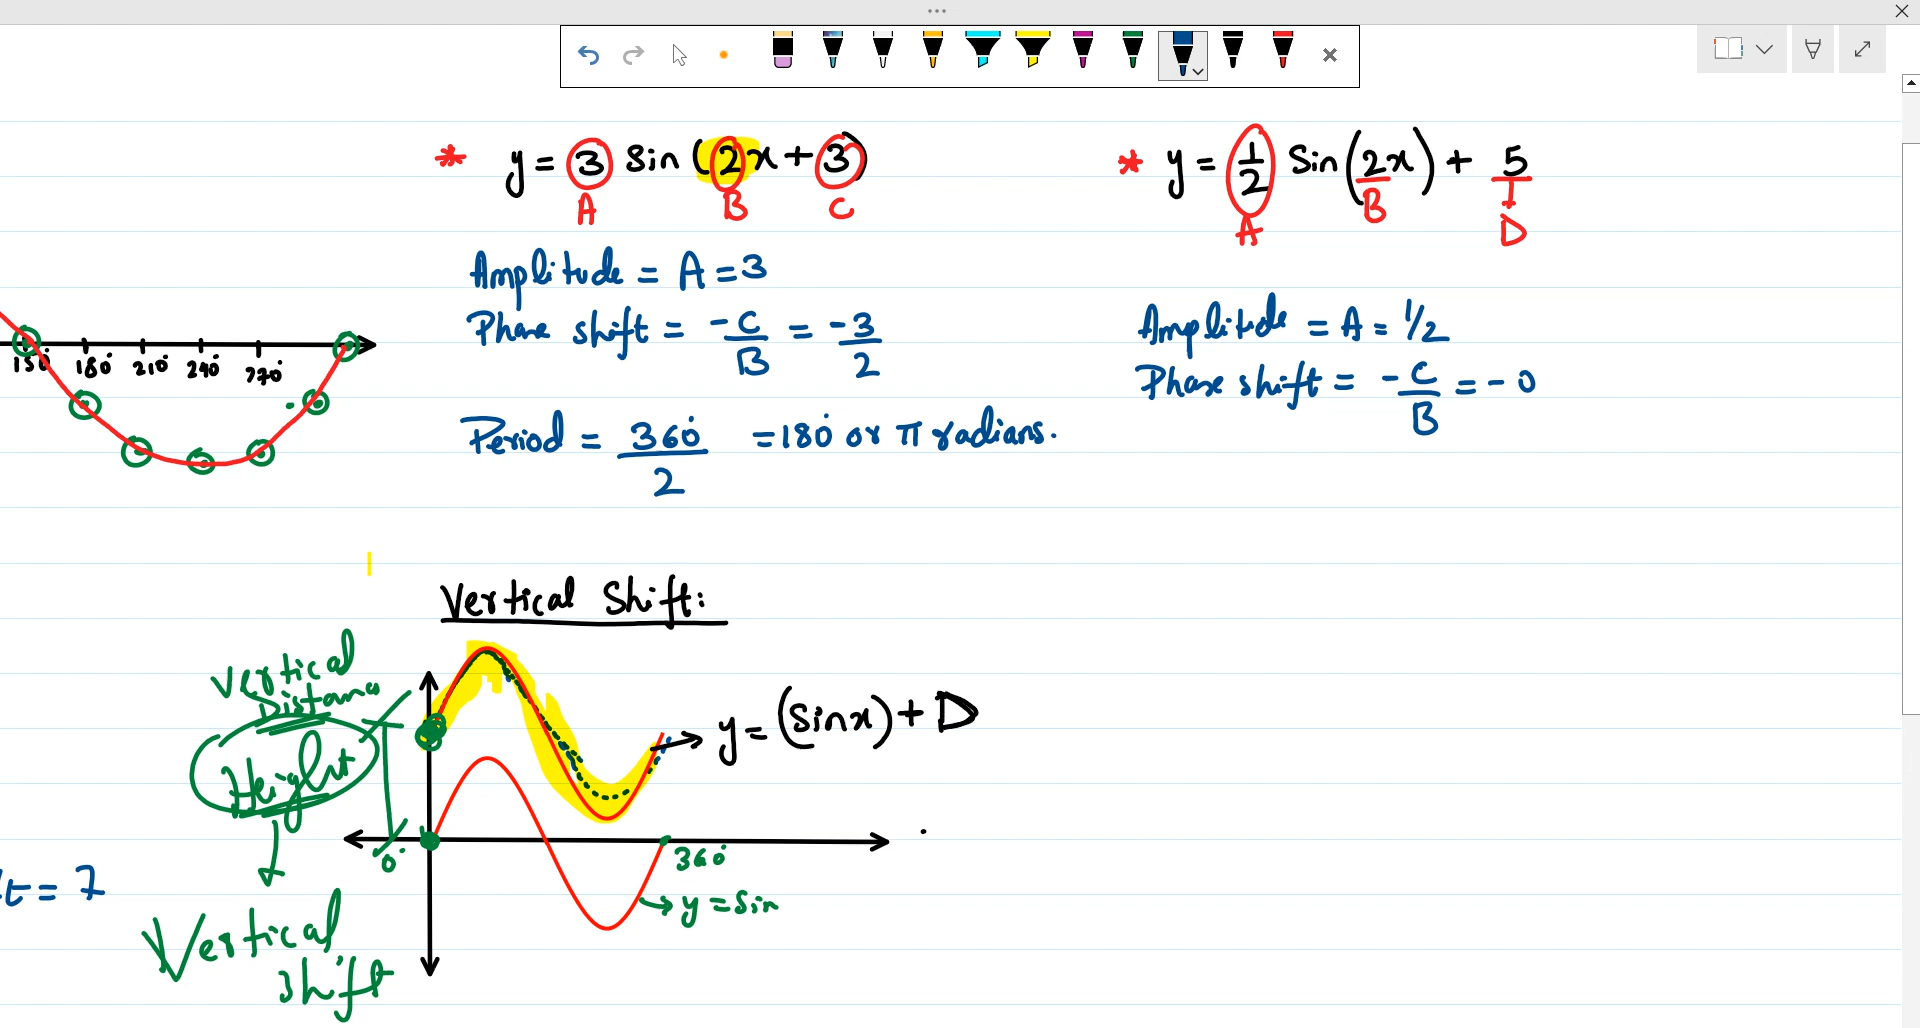 * y = 3 Sin (2x + 3)
A B C
Amplitude = A = 3
Phase shift = -C/B = -3/2
Period = 360°/2 = 180° or π radians.
* y = 1/2 Sin(2x) + 5
A B D
Amplitude = A = 1/2
Phase shift = -C/B = - 0
150° 180° 210° 240° 270°
Vertical Shift:
Vertical
Distance
Height
Vertical
shift
y = (Sinx) + D
0°
360°
y = Sin
t = 7